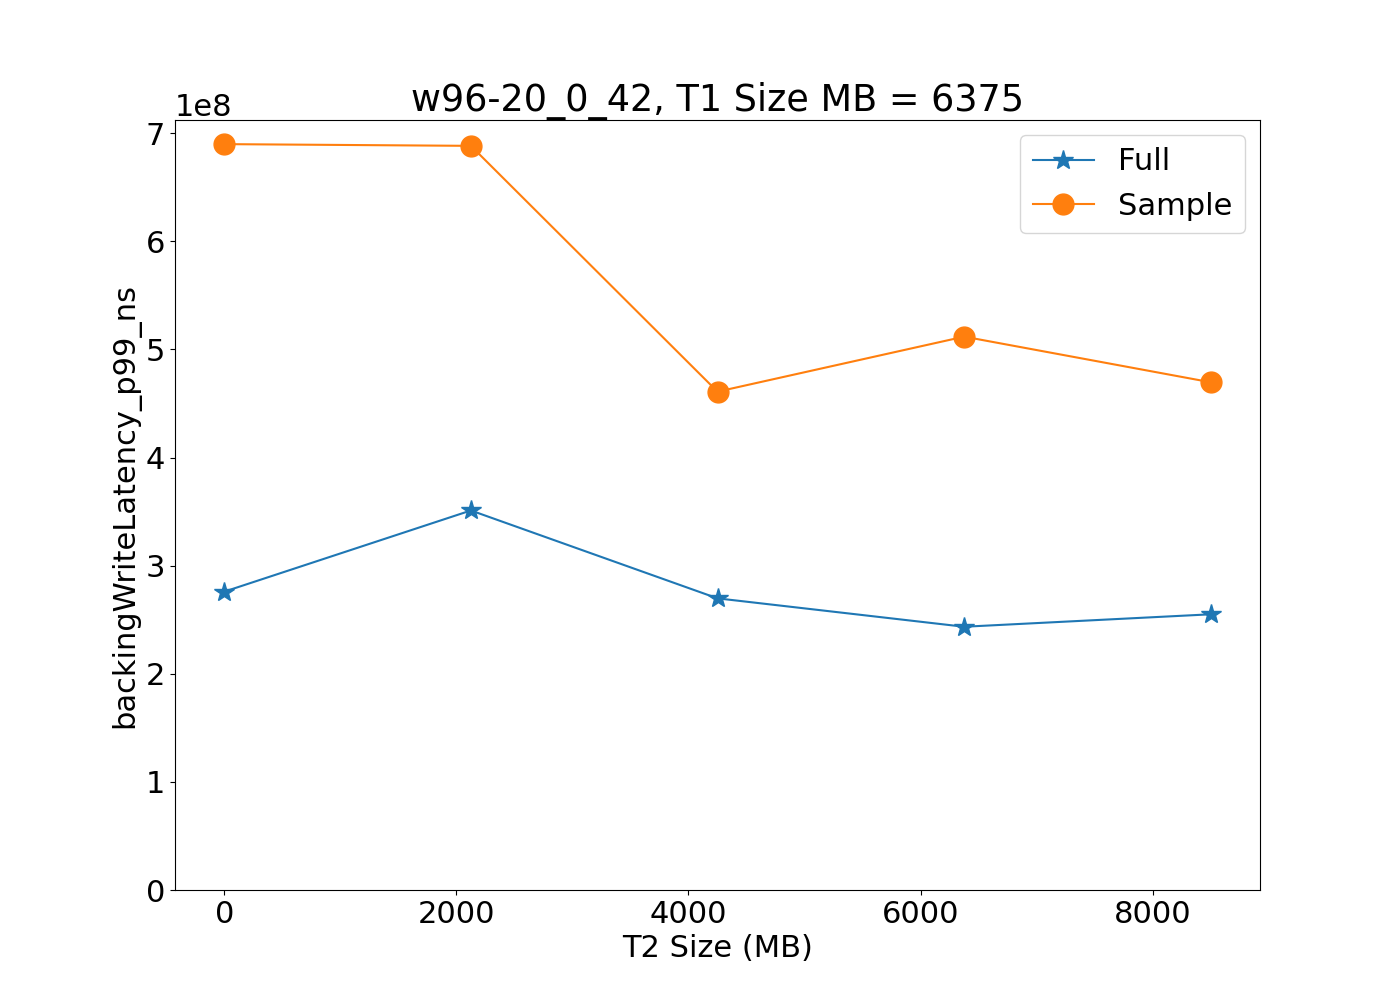 w96-20_0_42, T1 Size MB = 6375
1e8
7
6
5
4
3
2
1
0
backingWriteLatency_p99_ns
Full
Sample
0 2000 4000 6000 8000
T2 Size (MB)